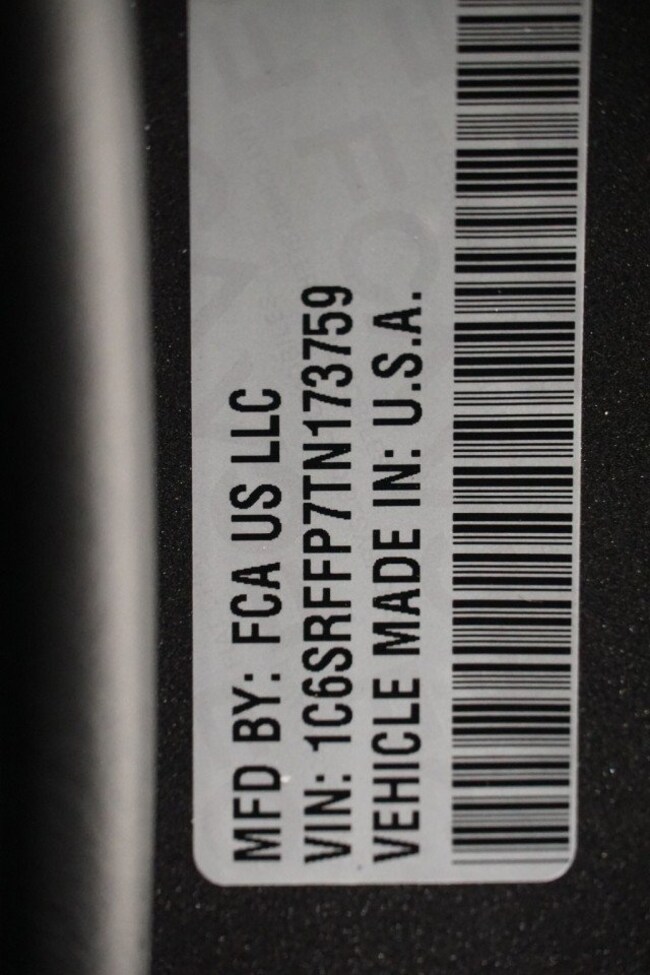 MFD BY: FCA US LLC
VIN: 1C6SRFFP7TN173759
VEHICLE MADE IN: U.S.A.